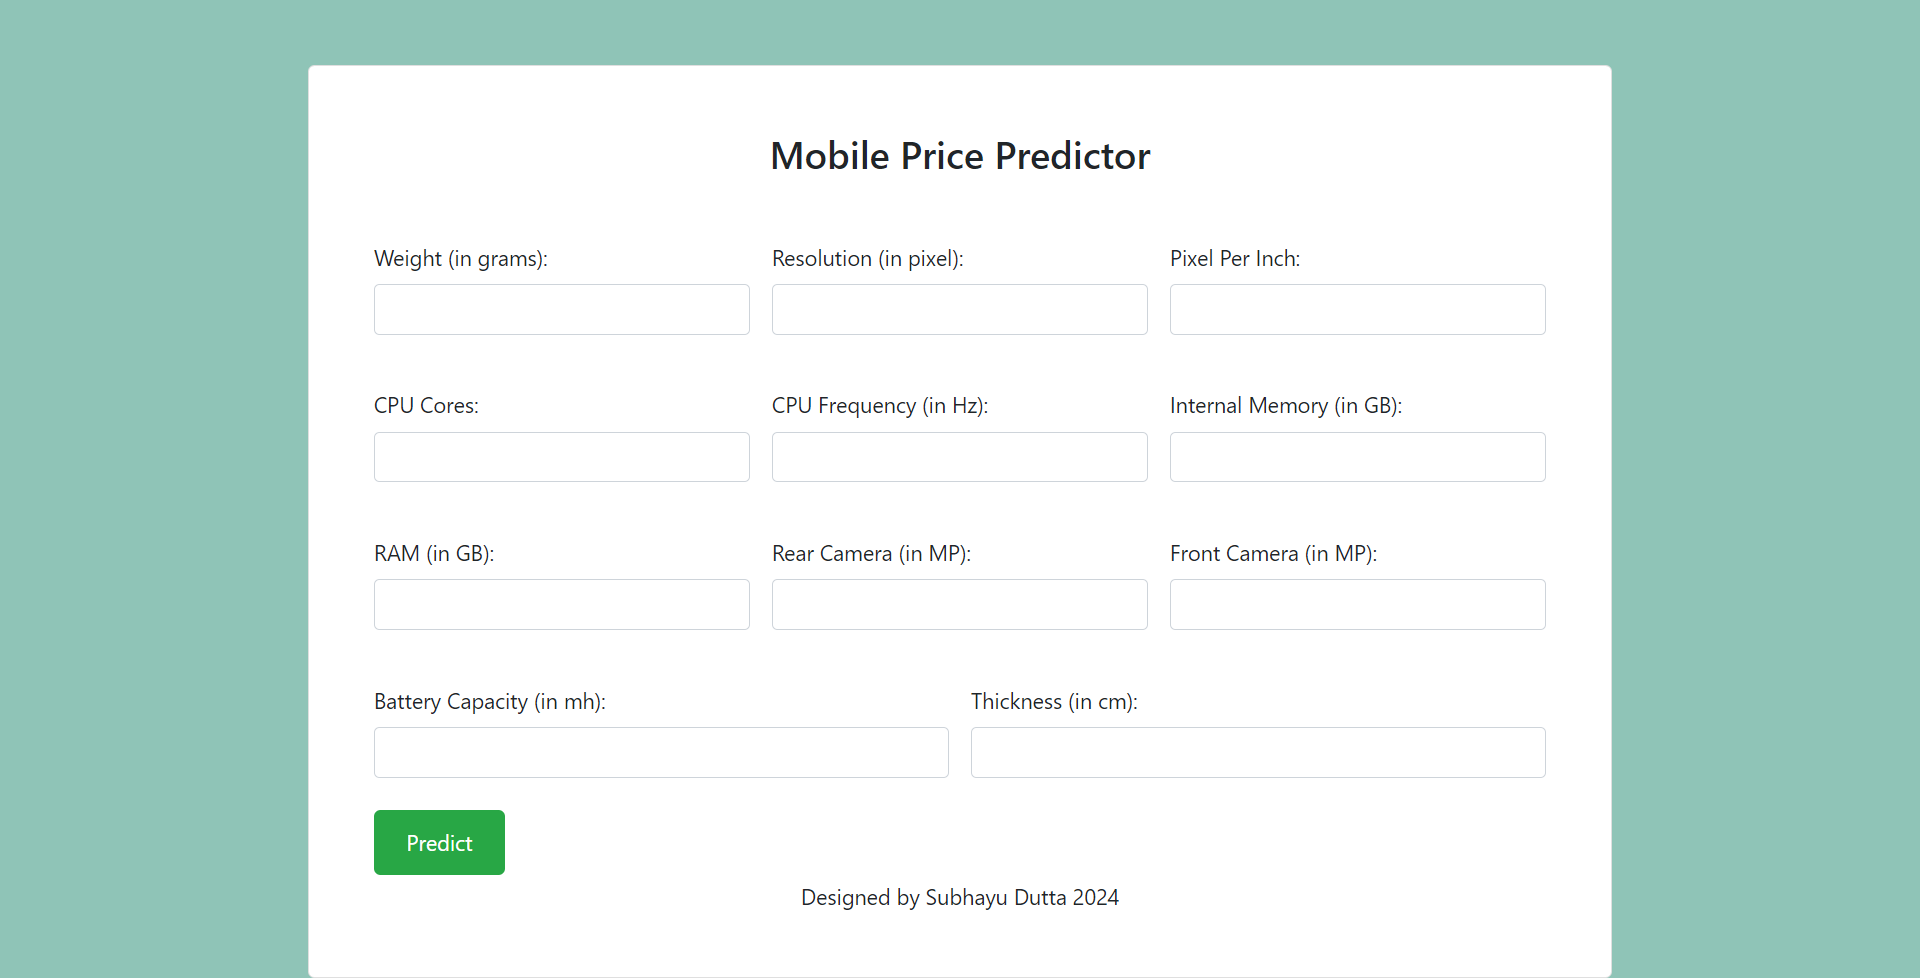 Mobile Price Predictor
Weight (in grams):
Resolution (in pixel):
Pixel Per Inch:
CPU Cores:
CPU Frequency (in Hz):
Internal Memory (in GB):
RAM (in GB):
Rear Camera (in MP):
Front Camera (in MP):
Battery Capacity (in mh):
Thickness (in cm):
Predict
Designed by Subhayu Dutta 2024